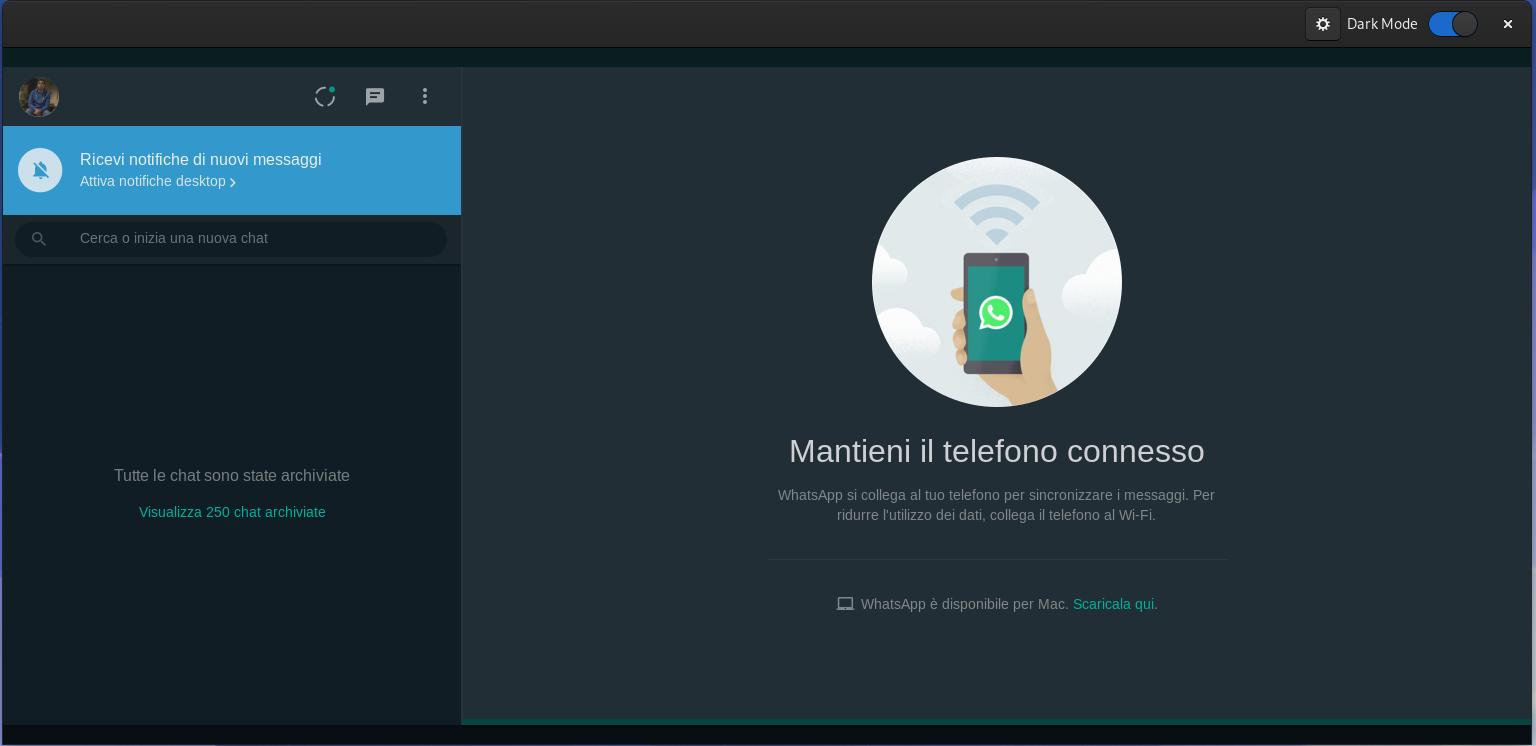 Dark Mode
Ricevi notifiche di nuovi messaggi
Attiva notifiche desktop
Cerca o inizia una nuova chat
Tutte le chat sono state archiviate
Visualizza 250 chat archiviate
Mantieni il telefono connesso
WhatsApp si collega al tuo telefono per sincronizzare i messaggi. Per
ridurre l'utilizzo dei dati, collega il telefono al Wi-Fi.
WhatsApp è disponibile per Mac. Scaricala qui.